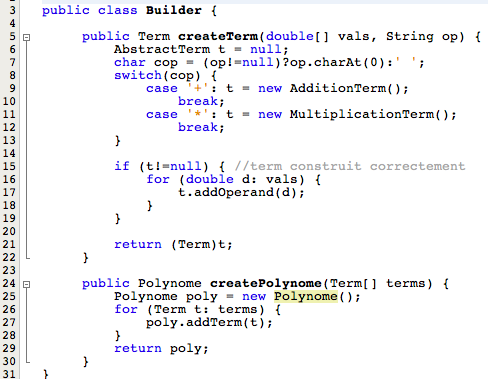 3 public class Builder {
4
5 public Term createTerm(double[] vals, String op) {
6 AbstractTerm t = null;
7 char cop = (op!=null)?op.charAt(0):' ';
8 switch(cop) {
9 case '+': t = new AdditionTerm();
10 break;
11 case '*': t = new MultiplicationTerm();
12 break;
13 }
14
15 if (t!=null) { //term construit correctement
16 for (double d: vals) {
17 t.addOperand(d);
18 }
19 }
20
21 return (Term)t;
22 }
23
24 public Polynome createPolynome(Term[] terms) {
25 Polynome poly = new Polynome();
26 for (Term t: terms) {
27 poly.addTerm(t);
28 }
29 return poly;
30 }
31 }